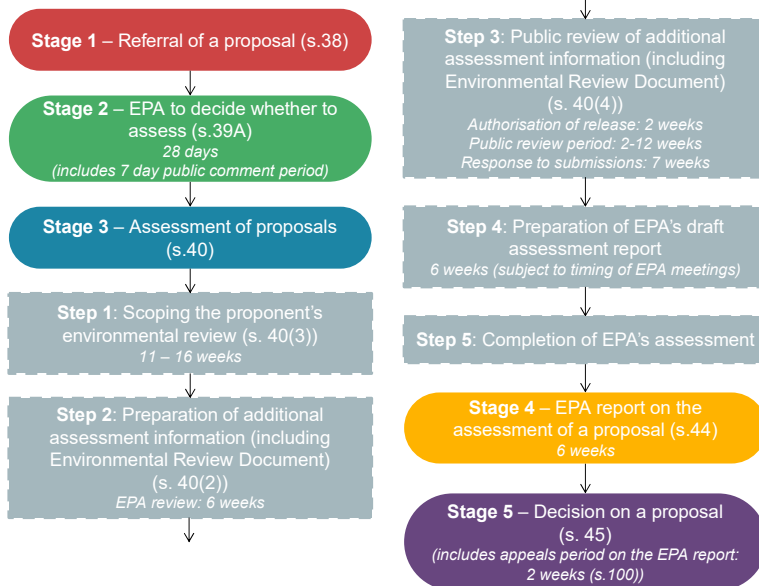 Stage 1 – Referral of a proposal (s.38)
Stage 2 – EPA to decide whether to
assess (s.39A)
28 days
(includes 7 day public comment period)
Stage 3 – Assessment of proposals
(s.40)
Step 1: Scoping the proponent's
environmental review (s. 40(3))
11 – 16 weeks
Step 2: Preparation of additional
assessment information (including
Environmental Review Document)
(s. 40(2))
EPA review: 6 weeks
Step 3: Public review of additional
assessment information (including
Environmental Review Document)
(s. 40(4))
Authorisation of release: 2 weeks
Public review period: 2-12 weeks
Response to submissions: 7 weeks
Step 4: Preparation of EPA's draft
assessment report
6 weeks (subject to timing of EPA meetings)
Step 5: Completion of EPA's assessment
Stage 4 – EPA report on the
assessment of a proposal (s.44)
6 weeks
Stage 5 – Decision on a proposal
(s. 45)
(includes appeals period on the EPA report:
2 weeks (s.100))